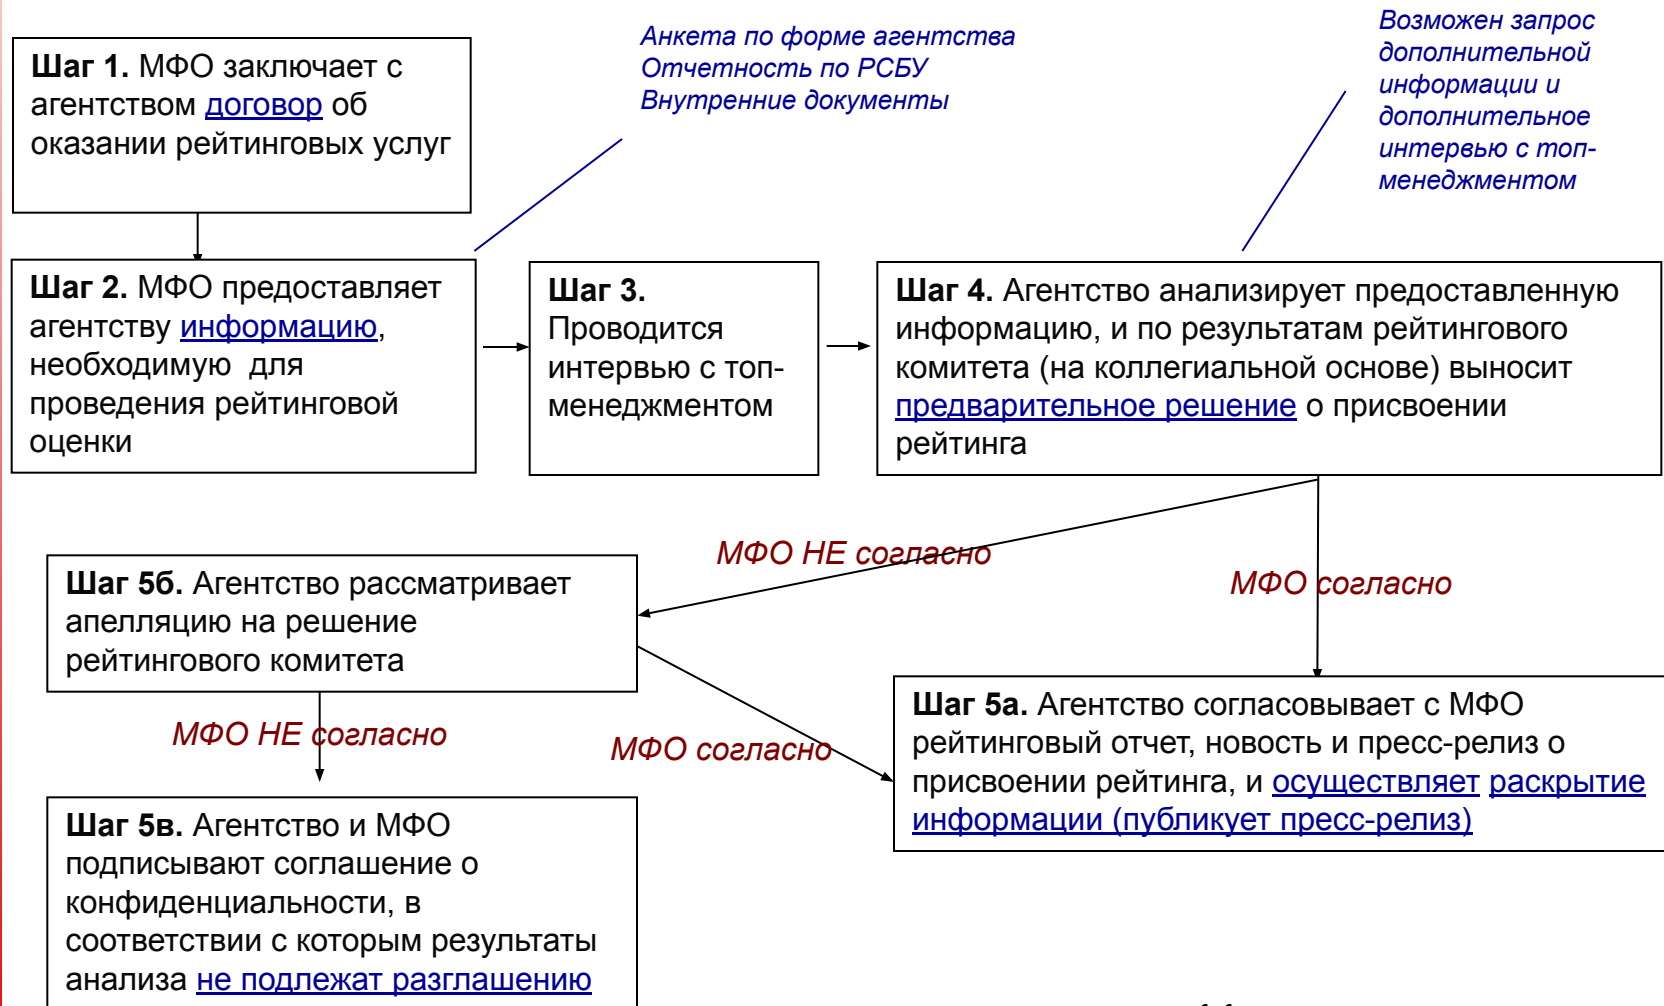 Шаг 1. МФО заключает с
агентством договор об
оказании рейтинговых услуг
Анкета по форме агентства
Отчетность по РСБУ
Внутренние документы
Возможен запрос
дополнительной
информации и
дополнительное
интервью с топ-
менеджментом
Шаг 2. МФО предоставляет
агентству информацию,
необходимую для
проведения рейтинговой
оценки
Шаг 3.
Проводится
интервью с топ-
менеджментом
Шаг 4. Агентство анализирует предоставленную
информацию, и по результатам рейтингового
комитета (на коллегиальной основе) выносит
предварительное решение о присвоении
рейтинга
МФО НЕ согласно
МФО согласно
Шаг 5б. Агентство рассматривает
апелляцию на решение
рейтингового комитета
МФО НЕ согласно
МФО согласно
Шаг 5а. Агентство согласовывает с МФО
рейтинговый отчет, новость и пресс-релиз о
присвоении рейтинга, и осуществляет раскрытие
информации (публикует пресс-релиз)
Шаг 5в. Агентство и МФО
подписывают соглашение о
конфиденциальности, в
соответствии с которым результаты
анализа не подлежат разглашению